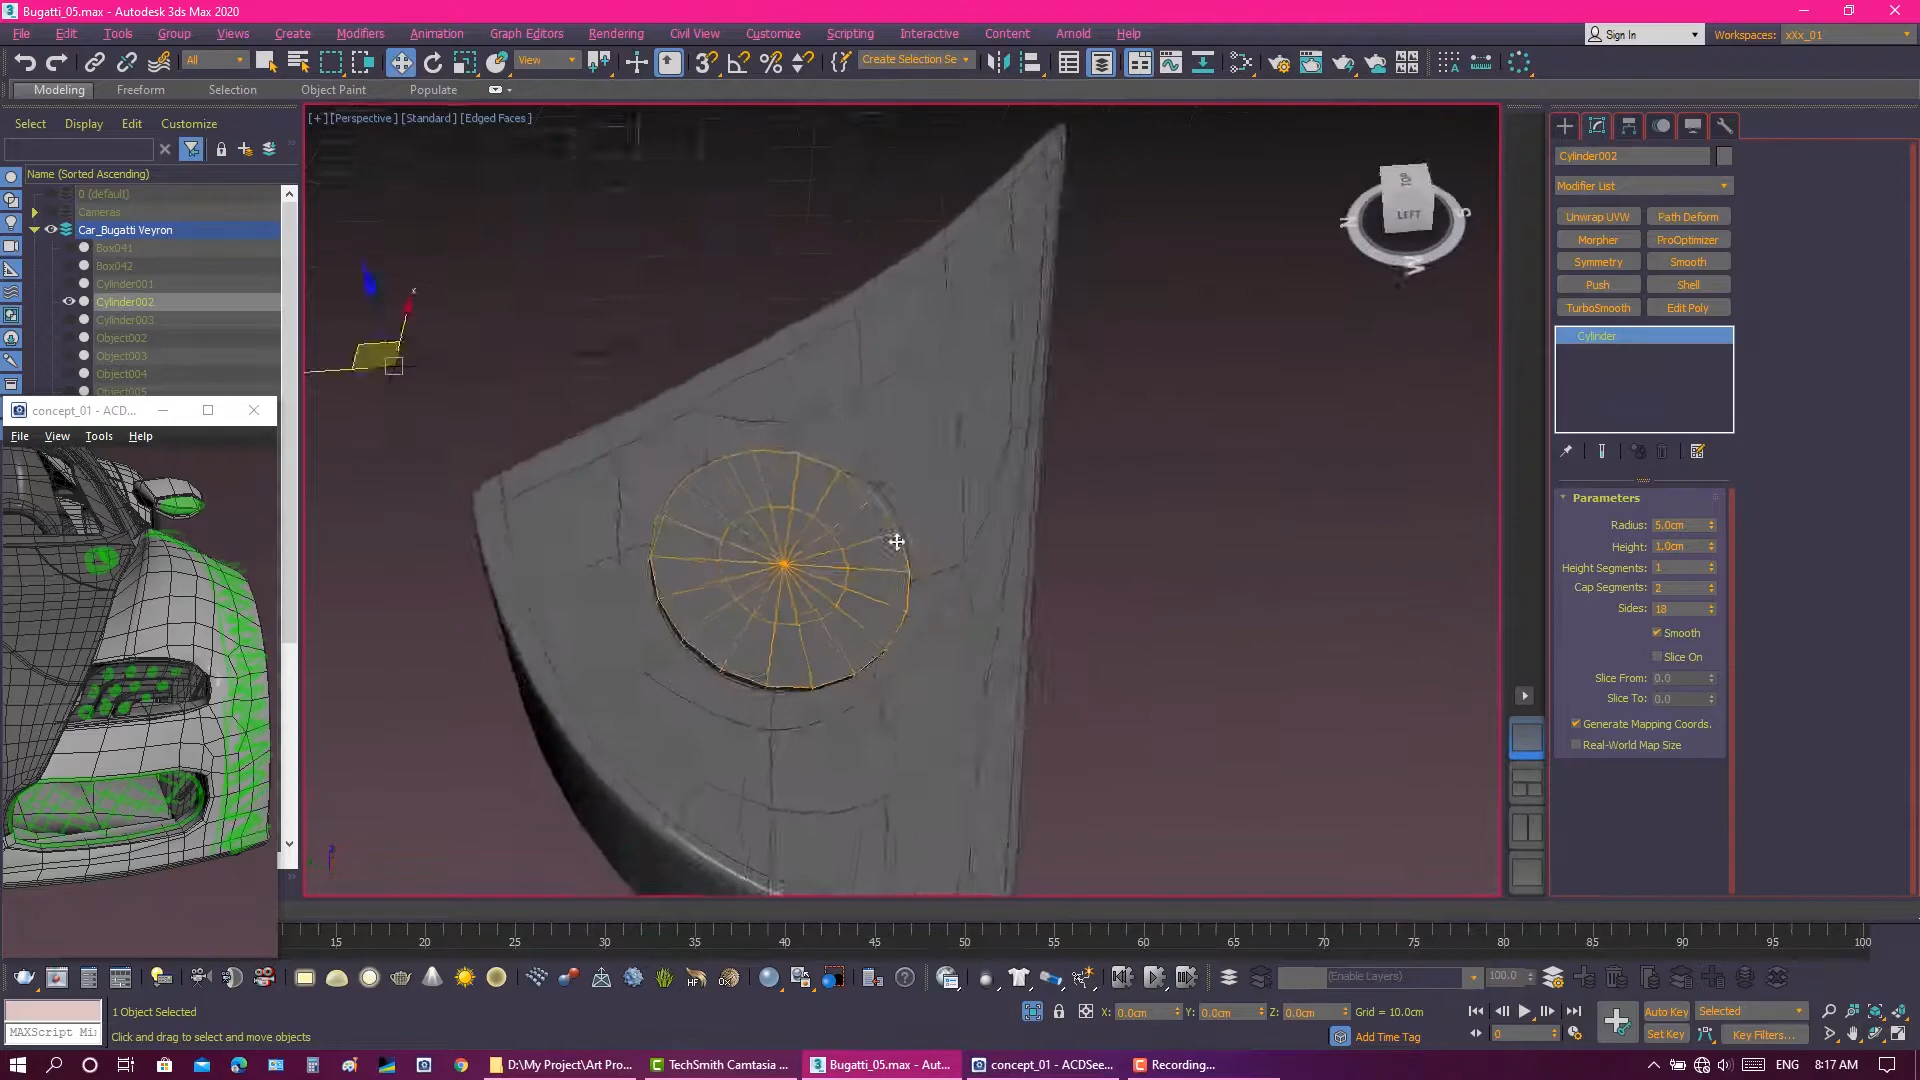 Bugatti_05.max - Autodesk 3ds Max 2020
File Edit Tools Group Views Create Modifiers Animation Graph Editors Rendering Civil View Customize Scripting Interactive Content Arnold Help
Sign In
Workspaces: xXx_01
All
View
Create Selection Se
Modeling Freeform Selection Object Paint Populate
Select Display Edit Customize
[+] [Perspective] [Standard] [Edged Faces]
Name (Sorted Ascending)
0 (default)
Cameras
Car_Bugatti Veyron
Box041
Box042
Cylinder001
Cylinder002
Cylinder003
Object002
Object003
Object004
Object005
concept_01 - ACD...
File View Tools Help
x
TOP
LEFT
Cylinder002
Modifier List
Unwrap UVW Path Deform
Morpher ProOptimizer
Symmetry Smooth
Push Shell
TurboSmooth Edit Poly
Cylinder
Parameters
Radius: 5.0cm
Height: 1.0cm
Height Segments: 1
Cap Segments: 2
Sides: 18
Smooth
Slice On
Slice From: 0.0
Slice To: 0.0
Generate Mapping Coords.
Real-World Map Size
15 20 25 30 35 40 45 50 55 60 65 70 75 80 85 90 95 100
HF
(Enable Layers)
100.0
1 Object Selected
X: 0.0cm Y: 0.0cm Z: 0.0cm Grid = 10.0cm
Auto Key Selected
MAXScript Mi
Click and drag to select and move objects
Add Time Tag
0
Set Key
Key Filters...
D:\My Project\Art Pro...
TechSmith Camtasia ...
Bugatti_05.max - Aut...
concept_01 - ACDSee...
Recording...
ENG
8:17 AM